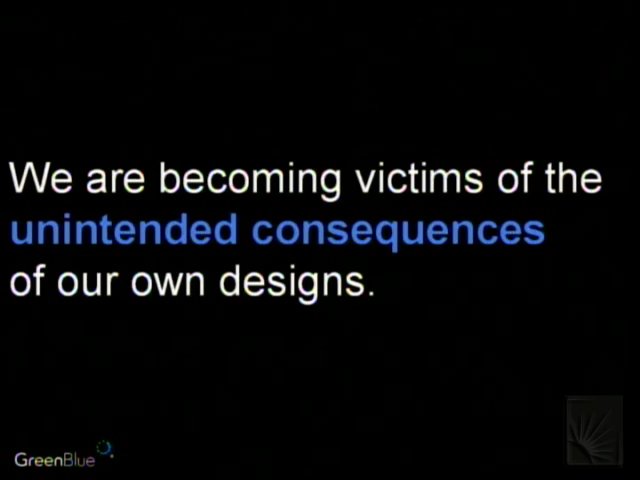 We are becoming victims of the
unintended consequences
of our own designs.
GreenBlue